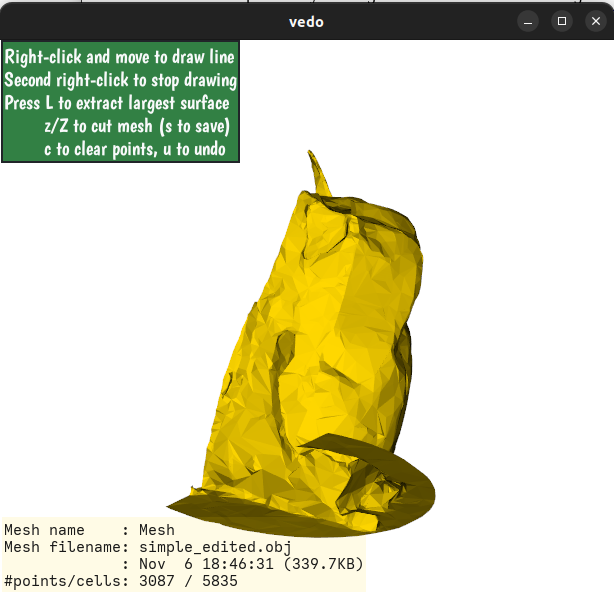 vedo
Right-click and move to draw line
Second right-click to stop drawing
Press L to extract largest surface
z/Z to cut mesh (s to save)
c to clear points, u to undo
Mesh name    : Mesh
Mesh filename: simple_edited.obj
             : Nov  6 18:46:31 (339.7KB)
#points/cells: 3087 / 5835